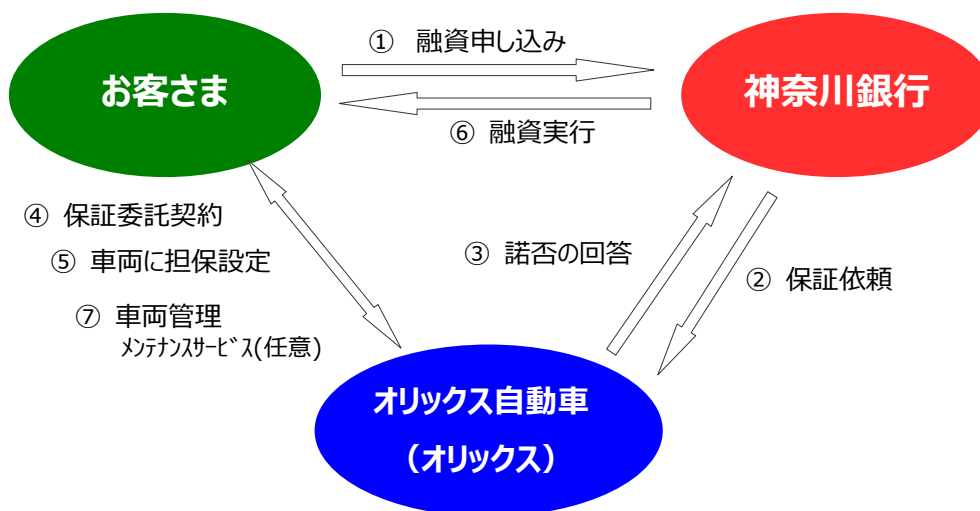 ① 融資申し込み
お客さま
神奈川銀行
⑥ 融資実行
④ 保証委託契約
⑤ 車両に担保設定
③ 諾否の回答
② 保証依頼
⑦ 車両管理
ﾒﾝﾃﾅﾝｽｻｰﾋﾞｽ(任意)
オリックス自動車
（オリックス）